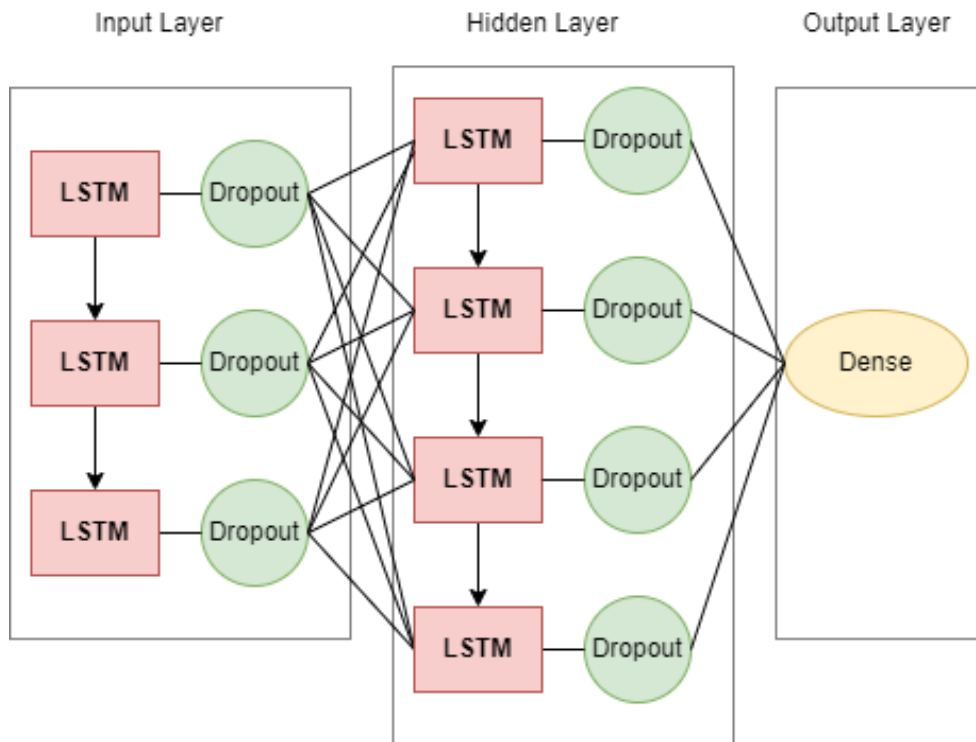 Input Layer
Hidden Layer
Output Layer
LSTM
Dropout
LSTM
Dropout
LSTM
Dropout
LSTM
Dropout
LSTM
Dropout
LSTM
Dropout
LSTM
Dropout
Dense